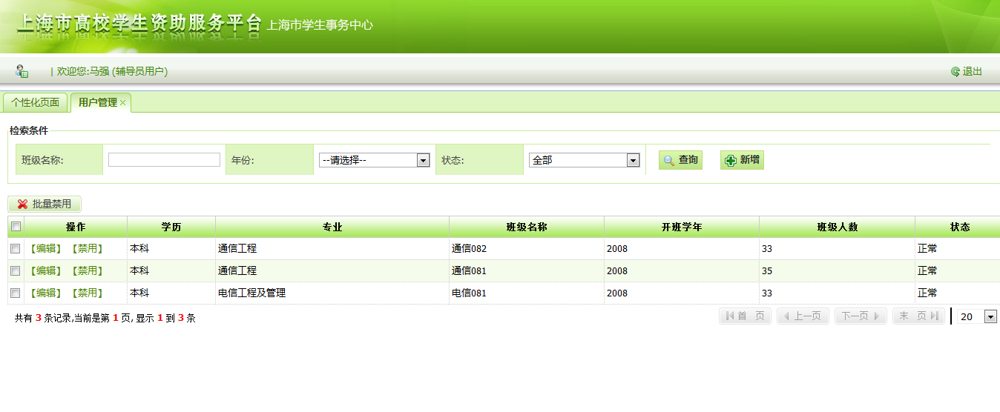 上海市高校学生资助服务平台 上海市学生事务中心
| 欢迎您:马强 (辅导员用户) 退出
个性化页面 用户管理
检索条件
班级名称: 年份: --请选择-- 状态: 全部 查询 新增
批量禁用
操作 学历 专业 班级名称 开班学年 班级人数 状态
【编辑】 【禁用】 本科 通信工程 通信082 2008 33 正常
【编辑】 【禁用】 本科 通信工程 通信081 2008 35 正常
【编辑】 【禁用】 本科 电信工程及管理 电信081 2008 33 正常
共有 3 条记录,当前是第 1 页, 显示 1 到 3 条 首 页 上一页 下一页 末 页 20